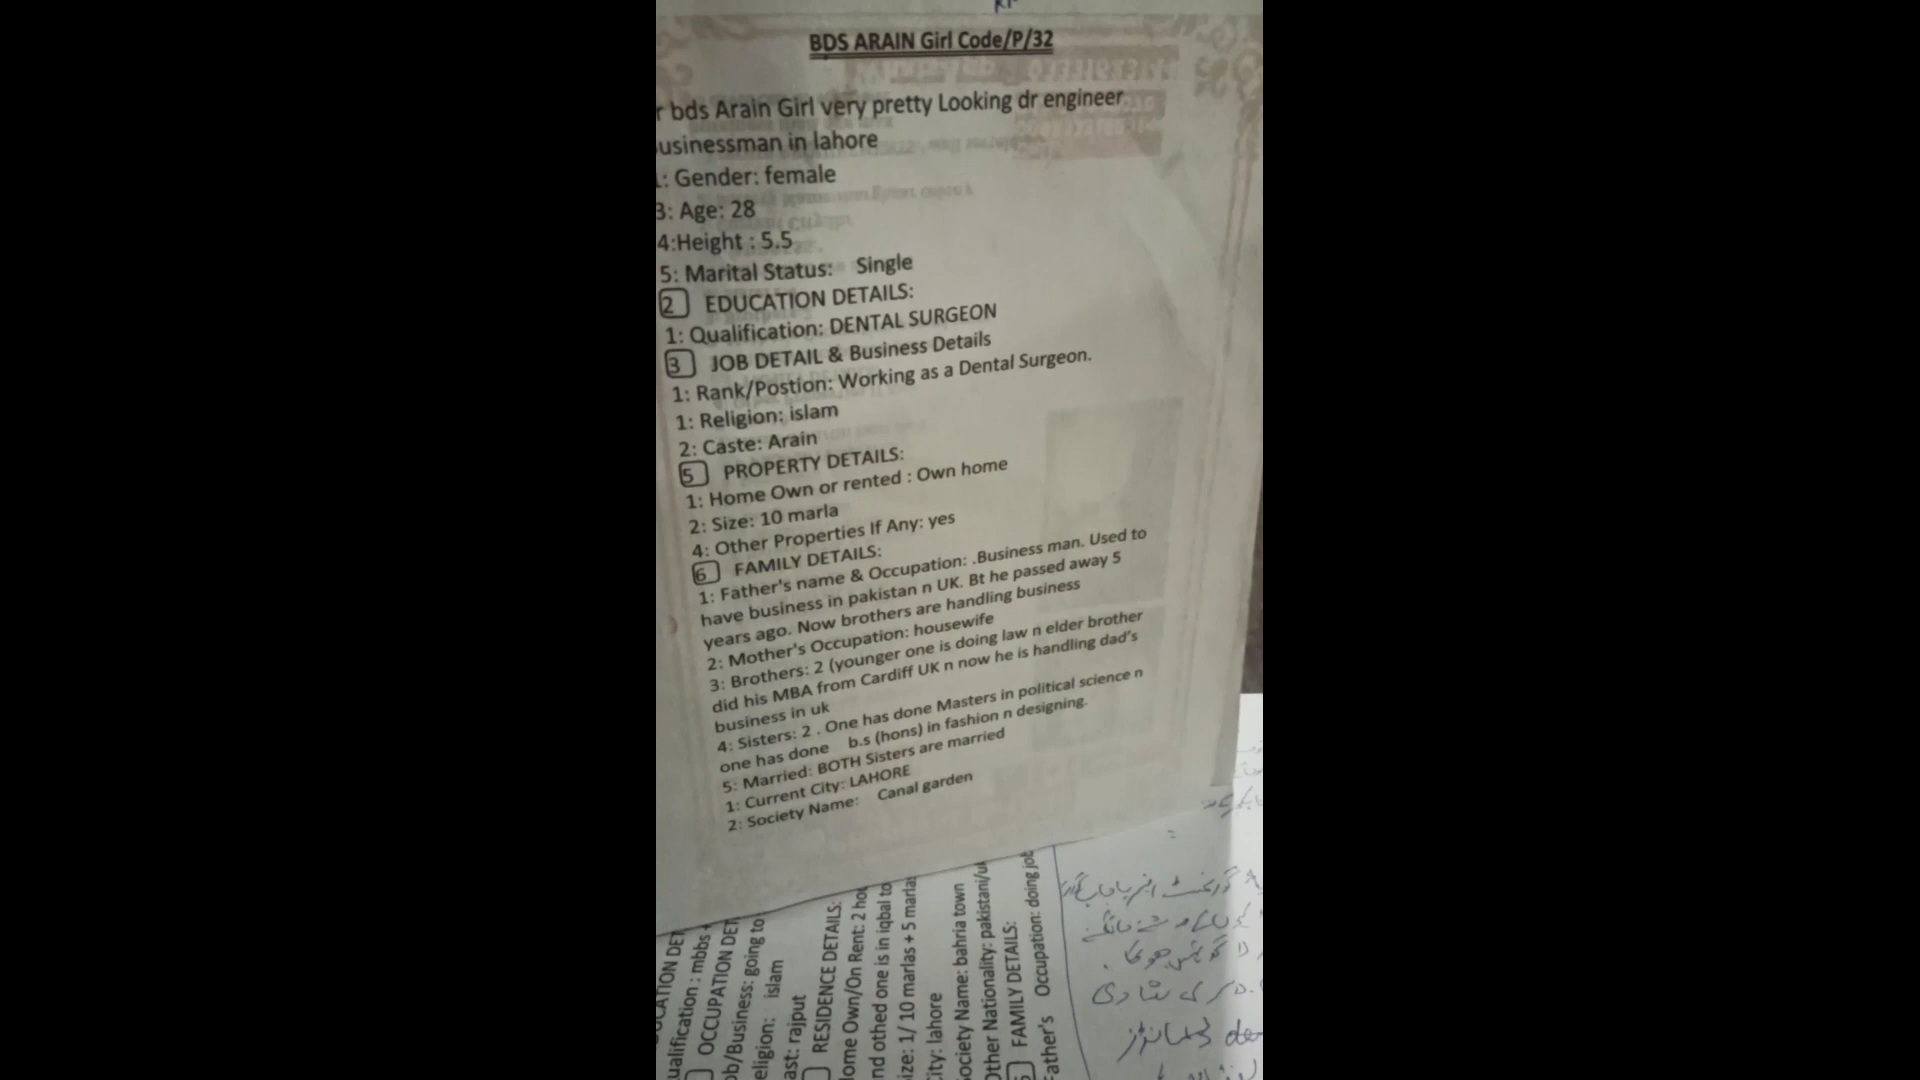 BDS ARAIN Girl Code/P/32
r bds Arain Girl very pretty Looking dr engineer
usinessman in lahore
1: Gender: female
3: Age: 28
4:Height : 5.5
5: Marital Status: Single
2 EDUCATION DETAILS:
1: Qualification: DENTAL SURGEON
3 JOB DETAIL & Business Details
1: Rank/Postion: Working as a Dental Surgeon.
1: Religion: islam
2: Caste: Arain
5 PROPERTY DETAILS:
1: Home Own or rented : Own home
2: Size: 10 marla
4: Other Properties If Any: yes
6 FAMILY DETAILS:
1: Father's name & Occupation: .Business man. Used to
have business in pakistan n UK. Bt he passed away 5
years ago. Now brothers are handling business
2: Mother's Occupation: housewife
3: Brothers: 2 (younger one is doing law n elder brother
did his MBA from Cardiff UK n now he is handling dad's
business in uk
4: Sisters: 2 . One has done Masters in political science n
one has done b.s (hons) in fashion n designing.
5: Married: BOTH Sisters are married
1: Current City: LAHORE
2: Society Name: Canal garden
UCATION DET
ualification : mbbs
OCCUPATION DET
ob/Business: going to
eligion: islam
ast: rajput
RESIDENCE DETAILS:
ome Own/On Rent: 2 hou
nd othed one is in iqbal to
ize: 1/ 10 marlas + 5 marlas
ity: lahore
ociety Name: bahria town
Other Nationality: pakistani/uk
FAMILY DETAILS:
ather's Occupation: doing job